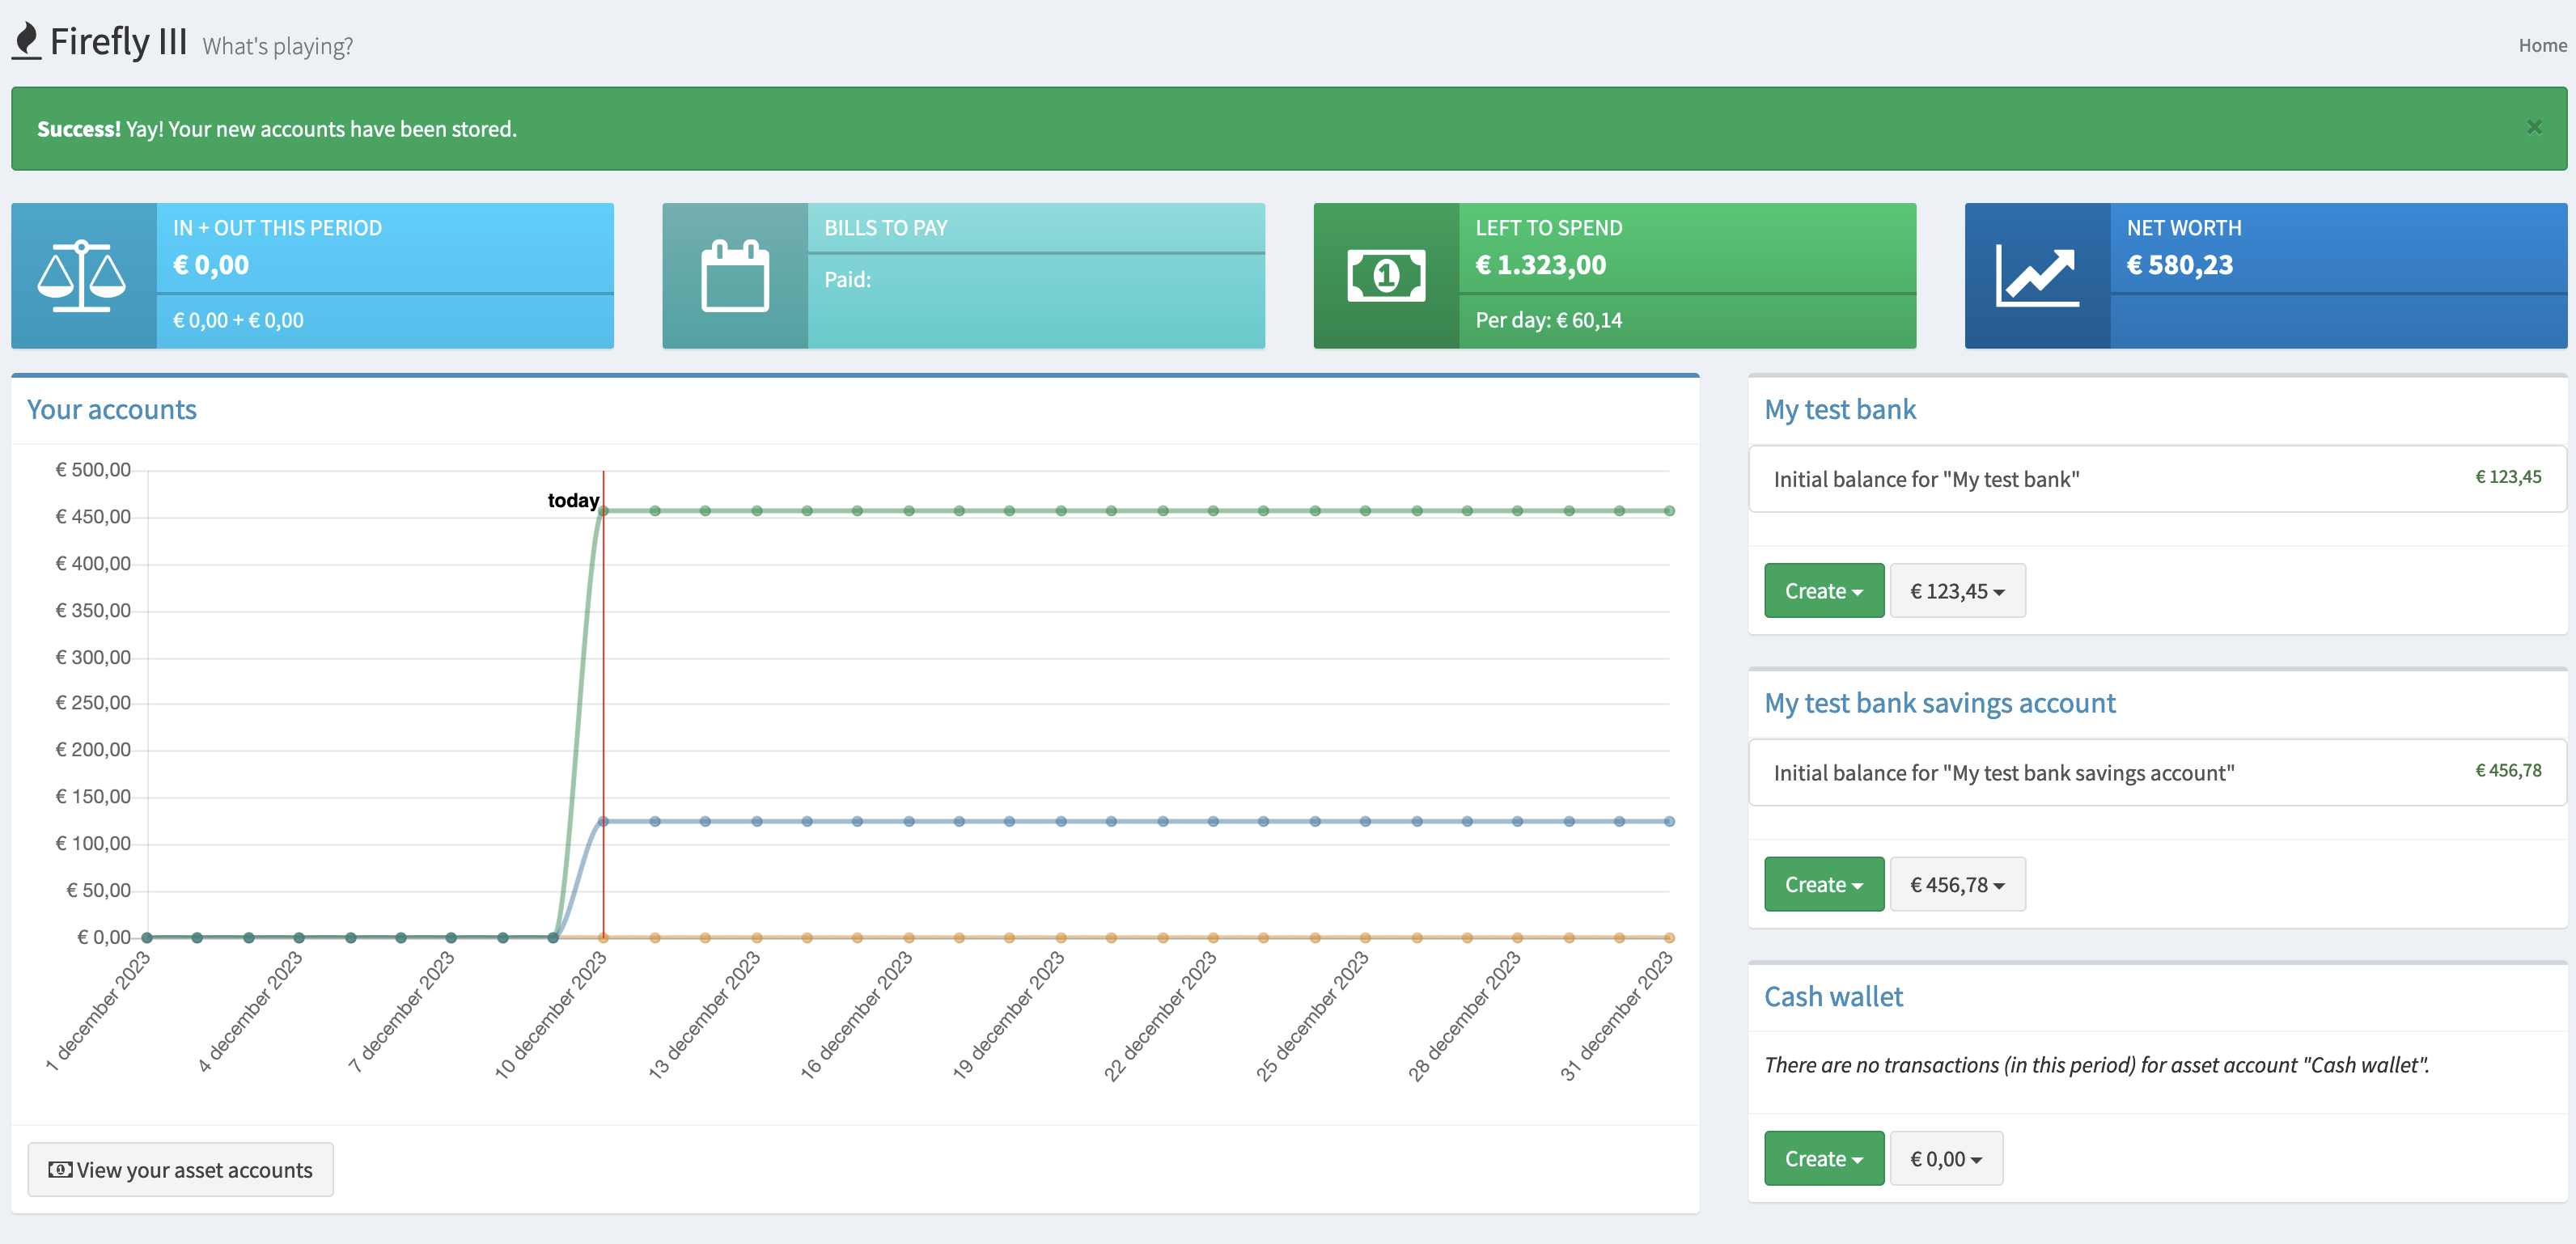 Firefly III What's playing?
Home
Success! Yay! Your new accounts have been stored.
×
IN + OUT THIS PERIOD
€ 0,00
€ 0,00 + € 0,00
BILLS TO PAY
Paid:
1
LEFT TO SPEND
€ 1.323,00
Per day: € 60,14
NET WORTH
€ 580,23
Your accounts
€ 500,00
€ 450,00
€ 400,00
€ 350,00
€ 300,00
€ 250,00
€ 200,00
€ 150,00
€ 100,00
€ 50,00
€ 0,00
today
1 december 2023
4 december 2023
7 december 2023
10 december 2023
13 december 2023
16 december 2023
19 december 2023
22 december 2023
25 december 2023
28 december 2023
31 december 2023
View your asset accounts
My test bank
Initial balance for "My test bank" € 123,45
Create € 123,45
My test bank savings account
Initial balance for "My test bank savings account" € 456,78
Create € 456,78
Cash wallet
There are no transactions (in this period) for asset account "Cash wallet".
Create € 0,00